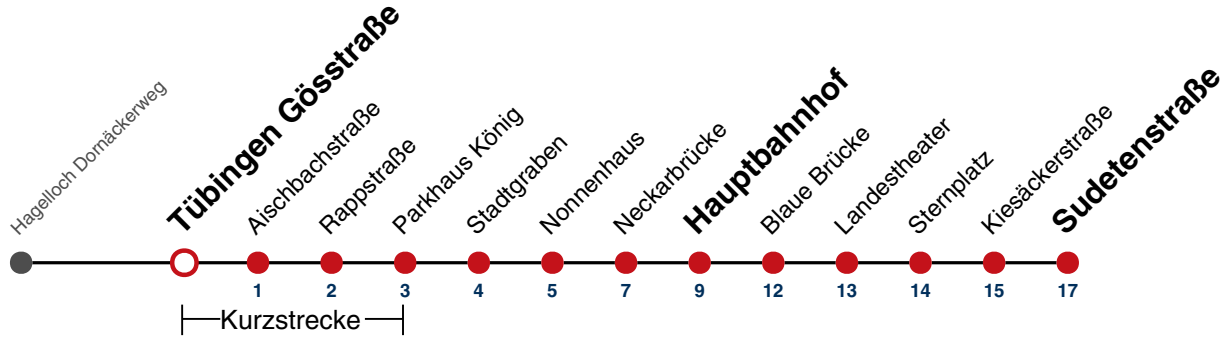 Hagelloch Dornäckerweg
Tübingen Gösstraße
Aischbachstraße
Rappstraße
Parkhaus König
Stadtgraben
Nonnenhaus
Neckarbrücke
Hauptbahnhof
Blaue Brücke
Landestheater
Sternplatz
Kiesäckerstraße
Sudetenstraße
1 2 3 4 5 7 9 12 13 14 15 17
Kurzstrecke